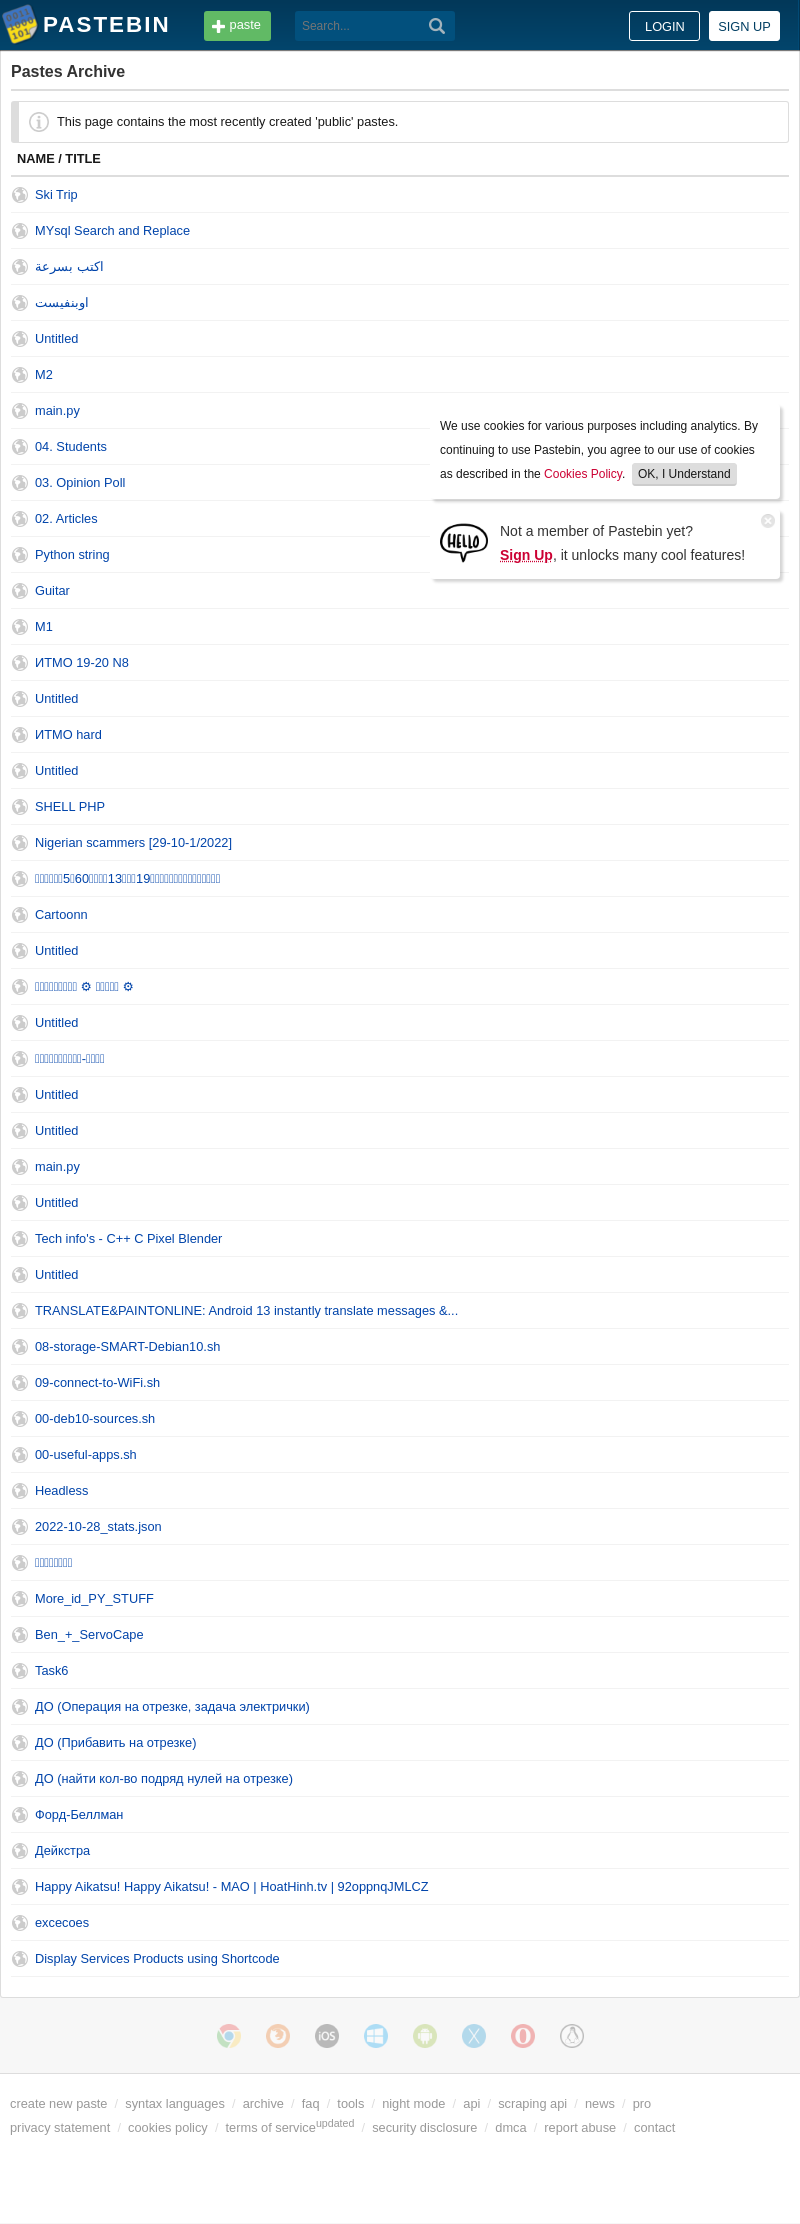 PASTEBIN
paste
Search...
LOGIN
SIGN UP
Pastes Archive
This page contains the most recently created 'public' pastes.
NAME / TITLE
Ski Trip
MYsql Search and Replace
اكتب بسرعة
اوبنفيست
Untitled
M2
main.py
04. Students
03. Opinion Poll
02. Articles
Python string
Guitar
M1
We use cookies for various purposes including analytics. By
continuing to use Pastebin, you agree to our use of cookies
as described in the Cookies Policy. OK, I Understand
HELLO
Not a member of Pastebin yet?
Sign Up, it unlocks many cool features!
ИТМО 19-20 N8
Untitled
ИТМО hard
Untitled
SHELL PHP
Nigerian scammers [29-10-1/2022]
5 60 13 19
Cartoonn
Untitled
⚙ ⚙
Untitled
-
Untitled
Untitled
main.py
Untitled
Tech info's - C++ C Pixel Blender
Untitled
TRANSLATE&PAINTONLINE: Android 13 instantly translate messages &...
08-storage-SMART-Debian10.sh
09-connect-to-WiFi.sh
00-deb10-sources.sh
00-useful-apps.sh
Headless
2022-10-28_stats.json
More_id_PY_STUFF
Ben_+_ServoCape
Task6
ДО (Операция на отрезке, задача электрички)
ДО (Прибавить на отрезке)
ДО (найти кол-во подряд нулей на отрезке)
Форд-Беллман
Дейкстра
Happy Aikatsu! Happy Aikatsu! - MAO | HoatHinh.tv | 92oppnqJMLCZ
excecoes
Display Services Products using Shortcode
iOS
create new paste / syntax languages / archive / faq / tools / night mode / api / scraping api / news / pro
privacy statement / cookies policy / terms of service updated / security disclosure / dmca / report abuse / contact